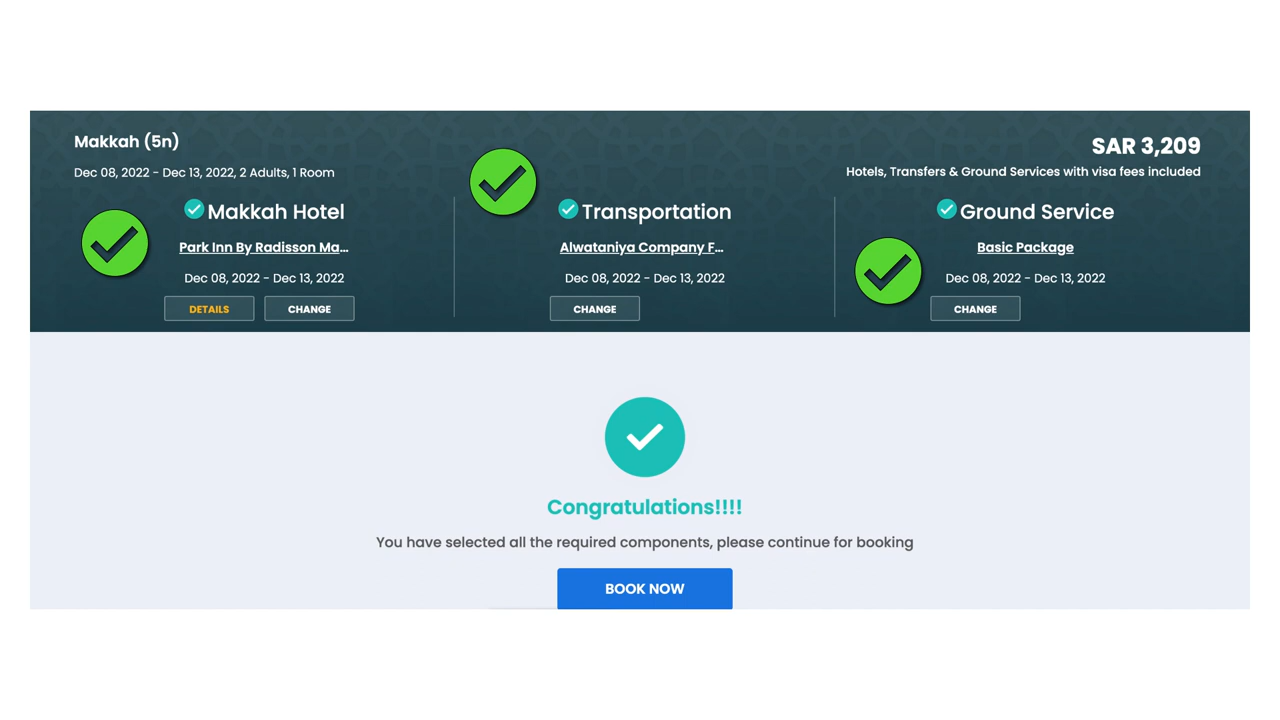 Makkah (5n)
SAR 3,209
Dec 08, 2022 - Dec 13, 2022, 2 Adults, 1 Room
Hotels, Transfers & Ground Services with visa fees included
Makkah Hotel
Park Inn By Radisson Ma...
Dec 08, 2022 - Dec 13, 2022
DETAILS
CHANGE
Transportation
Alwataniya Company F...
Dec 08, 2022 - Dec 13, 2022
CHANGE
Ground Service
Basic Package
Dec 08, 2022 - Dec 13, 2022
CHANGE
Congratulations!!!!
You have selected all the required components, please continue for booking
BOOK NOW